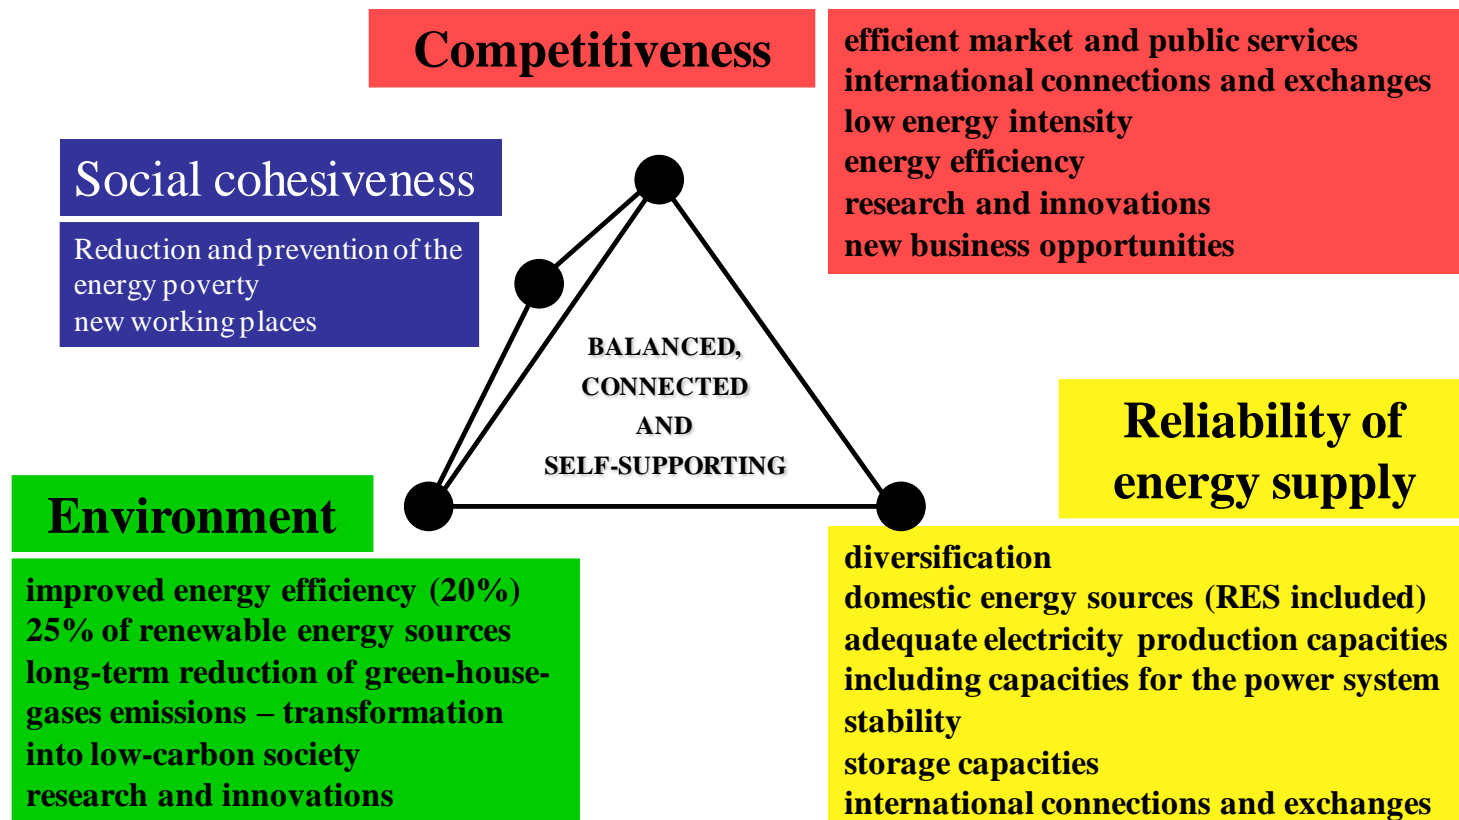 Competitiveness
efficient market and public services
international connections and exchanges
low energy intensity
energy efficiency
research and innovations
new business opportunities
Social cohesiveness
Reduction and prevention of the
energy poverty
new working places
BALANCED,
CONNECTED
AND
SELF-SUPPORTING
Reliability of
energy supply
diversification
domestic energy sources (RES included)
adequate electricity production capacities
including capacities for the power system
stability
storage capacities
international connections and exchanges
Environment
improved energy efficiency (20%)
25% of renewable energy sources
long-term reduction of green-house-
gases emissions – transformation
into low-carbon society
research and innovations